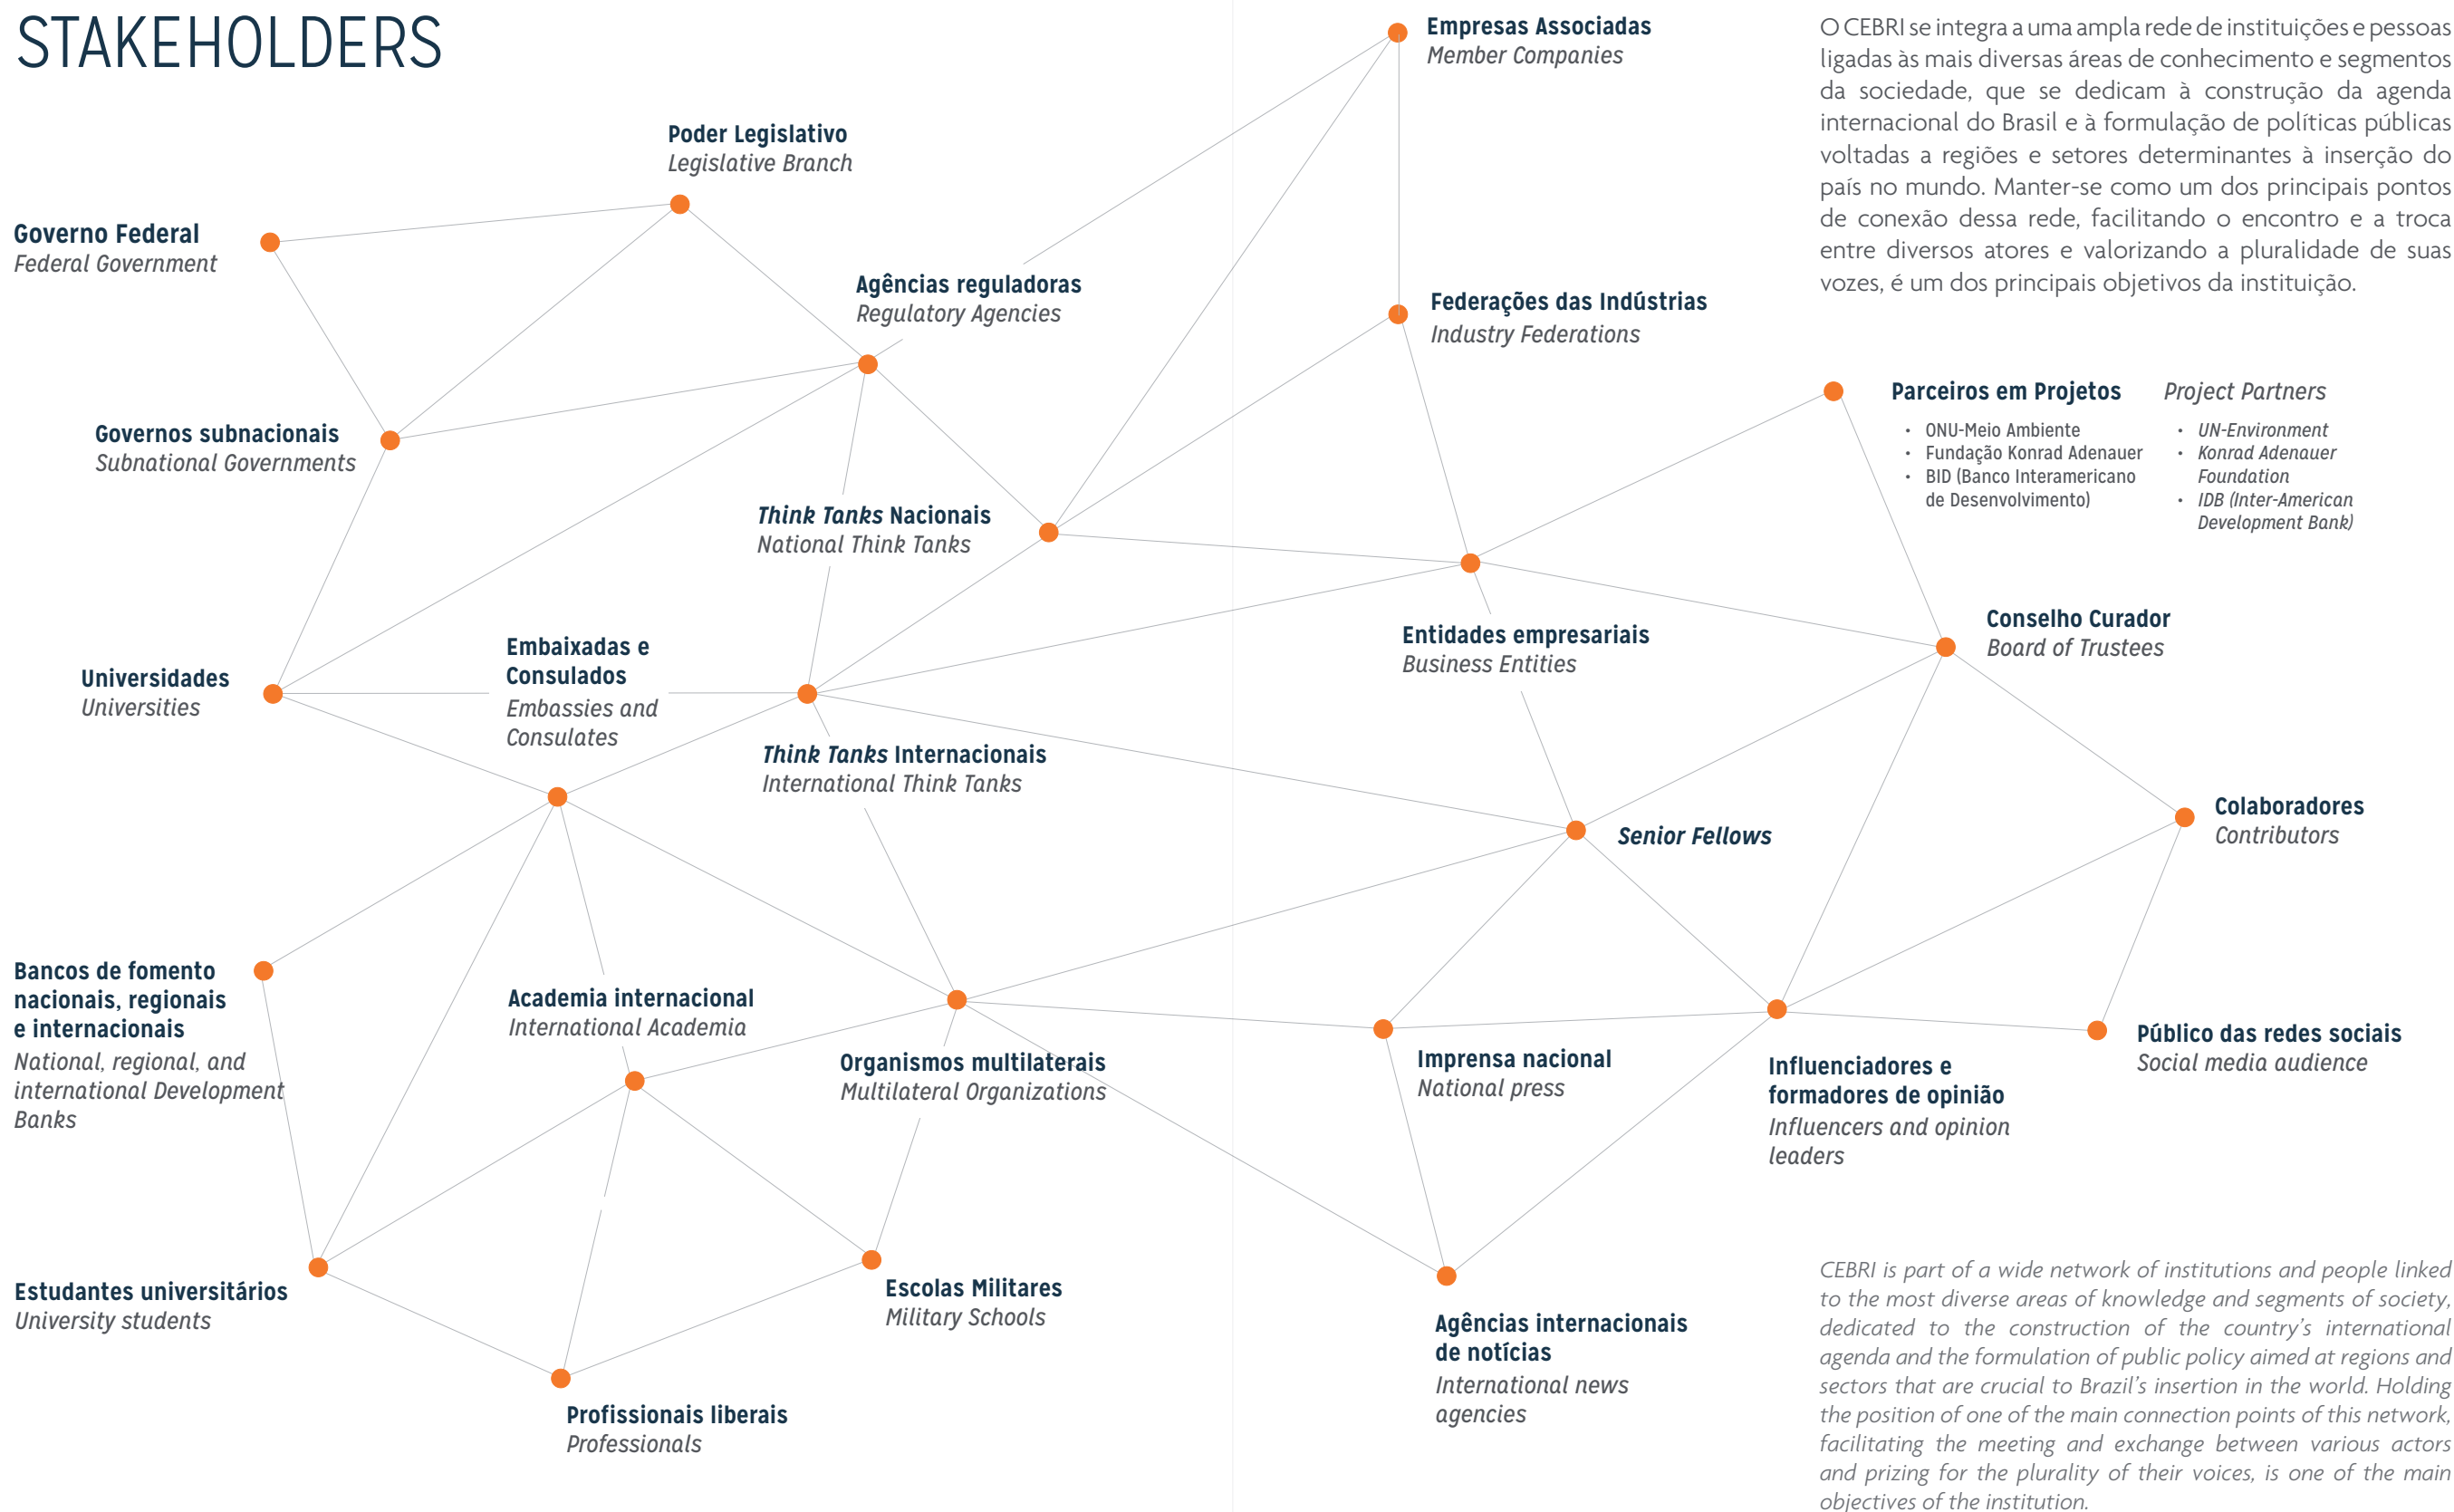 STAKEHOLDERS
Empresas Associadas
Member Companies
Poder Legislativo
Legislative Branch
Governo Federal
Federal Government
Agências reguladoras
Regulatory Agencies
Federações das Indústrias
Industry Federations
Governos subnacionais
Subnational Governments
Think Tanks Nacionais
National Think Tanks
Universidades
Universities
Embaixadas e
Consulados
Embassies and
Consulates
Think Tanks Internacionais
International Think Tanks
Entidades empresariais
Business Entities
Bancos de fomento
nacionais, regionais
e internacionais
National, regional, and
international Development
Banks
Academia internacional
International Academia
Organismos multilaterais
Multilateral Organizations
Estudantes universitários
University students
Escolas Militares
Military Schools
Profissionais liberais
Professionals
O CEBRI se integra a uma ampla rede de instituições e pessoas
ligadas às mais diversas áreas de conhecimento e segmentos
da sociedade, que se dedicam à construção da agenda
internacional do Brasil e à formulação de políticas públicas
voltadas a regiões e setores determinantes à inserção do
país no mundo. Manter-se como um dos principais pontos
de conexão dessa rede, facilitando o encontro e a troca
entre diversos atores e valorizando a pluralidade de suas
vozes, é um dos principais objetivos da instituição.
Parceiros em Projetos
• ONU-Meio Ambiente
• Fundação Konrad Adenauer
• BID (Banco Interamericano
de Desenvolvimento)
Project Partners
• UN-Environment
• Konrad Adenauer
Foundation
• IDB (Inter-American
Development Bank)
Conselho Curador
Board of Trustees
Senior Fellows
Colaboradores
Contributors
Imprensa nacional
National press
Influenciadores e
formadores de opinião
Influencers and opinion
leaders
Público das redes sociais
Social media audience
Agências internacionais
de notícias
International news
agencies
CEBRI is part of a wide network of institutions and people linked
to the most diverse areas of knowledge and segments of society,
dedicated to the construction of the country's international
agenda and the formulation of public policy aimed at regions and
sectors that are crucial to Brazil's insertion in the world. Holding
the position of one of the main connection points of this network,
facilitating the meeting and exchange between various actors
and prizing for the plurality of their voices, is one of the main
objectives of the institution.